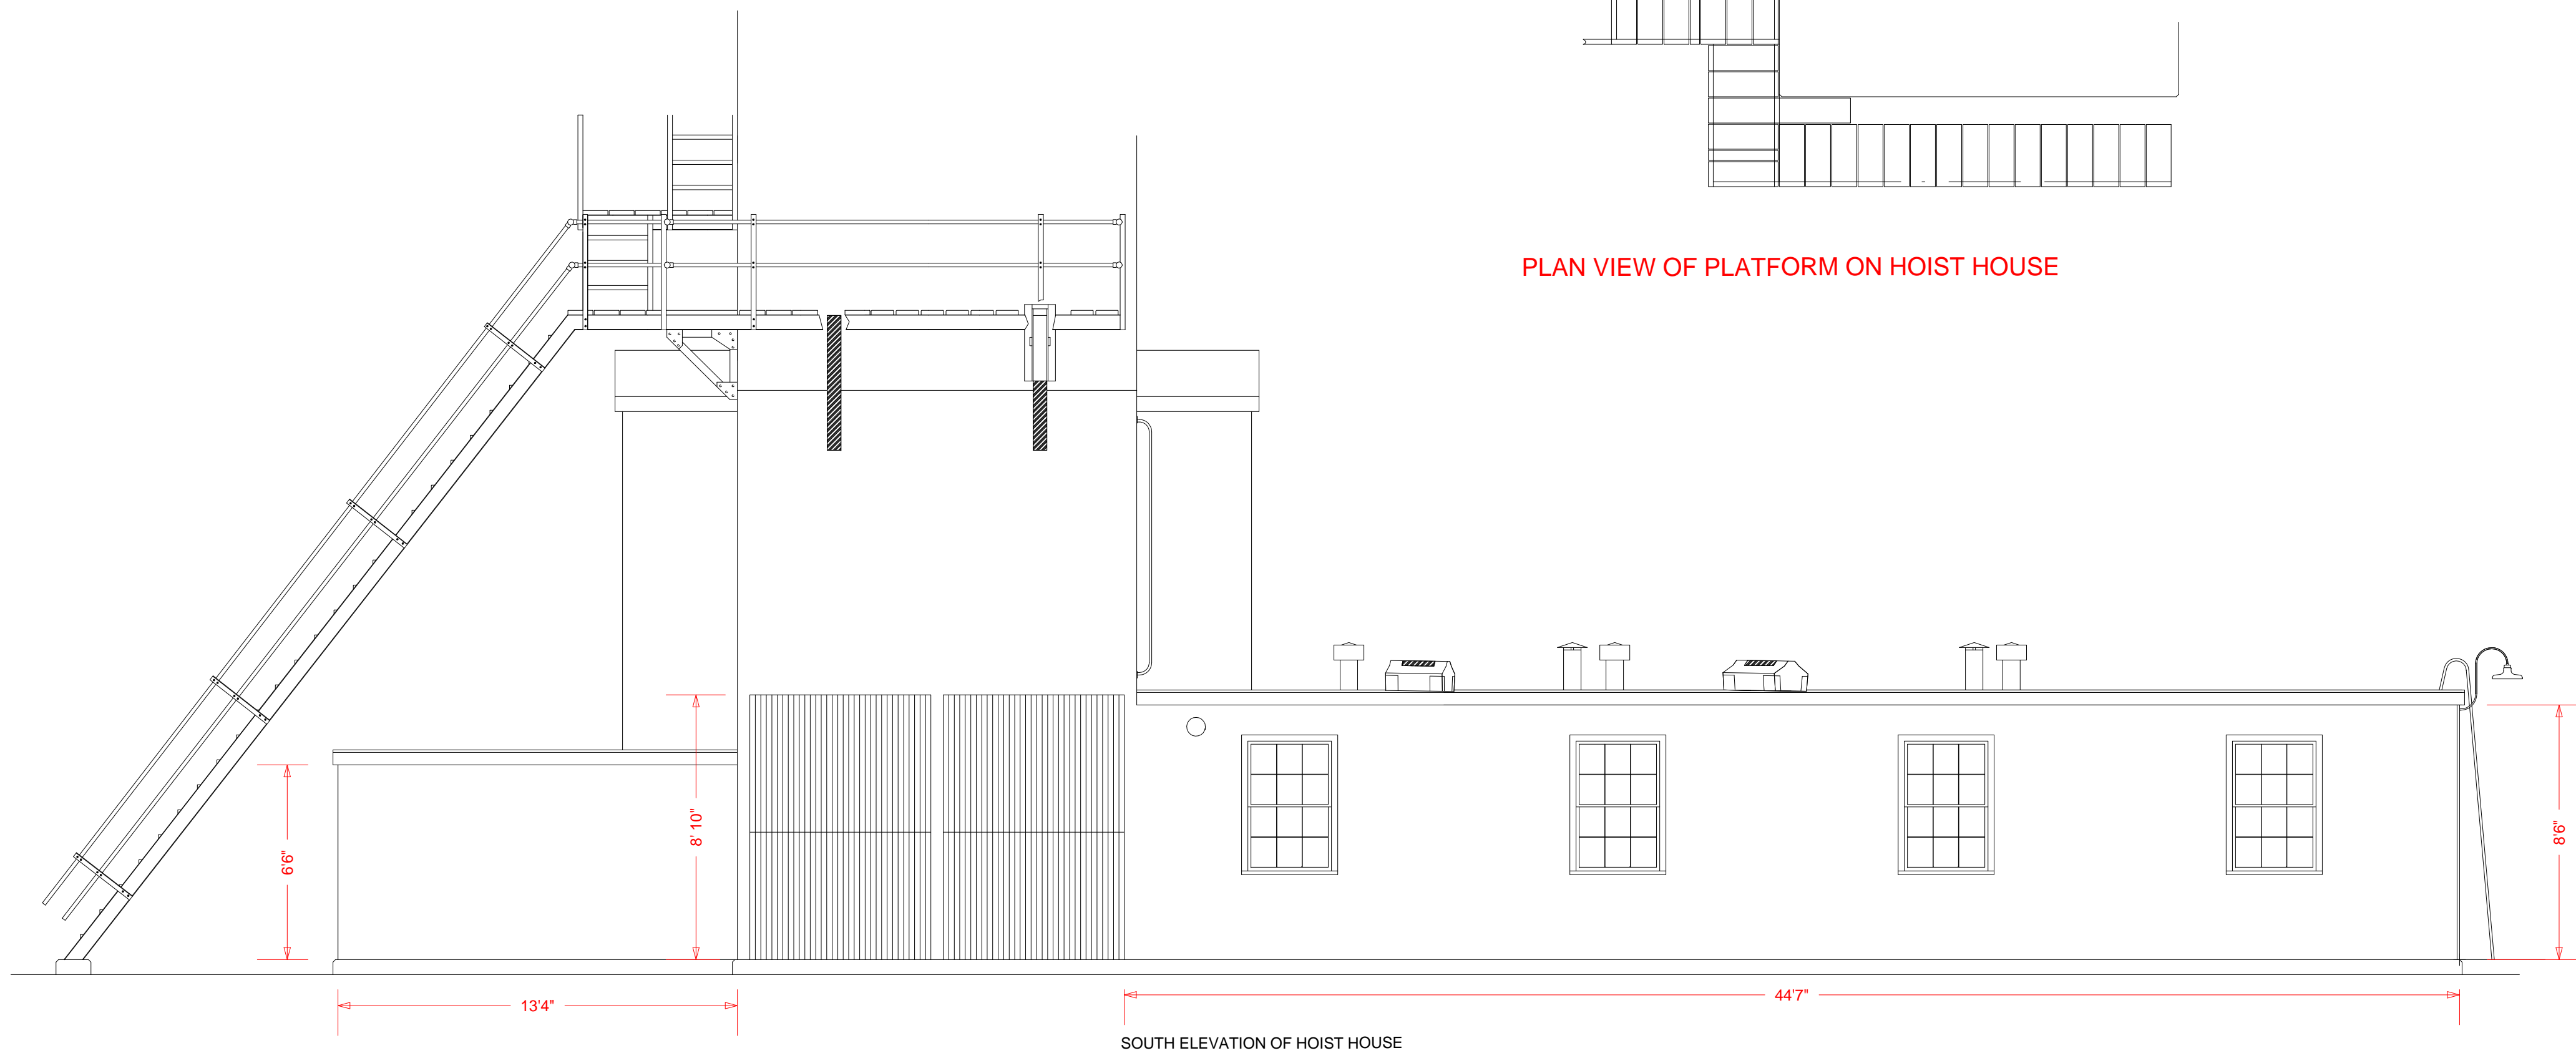 PLAN VIEW OF PLATFORM ON HOIST HOUSE
6'6"
8' 10"
8'6"
13'4"
44'7"
SOUTH ELEVATION OF HOIST HOUSE